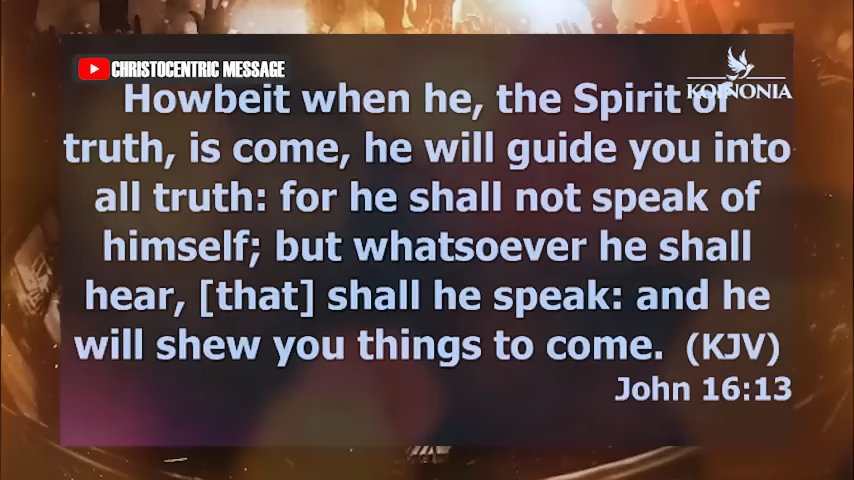 CHRISTOCENTRIC MESSAGE
KOINONIA
Howbeit when he, the Spirit of
truth, is come, he will guide you into
all truth: for he shall not speak of
himself; but whatsoever he shall
hear, [that] shall he speak: and he
will shew you things to come. (KJV)
John 16:13